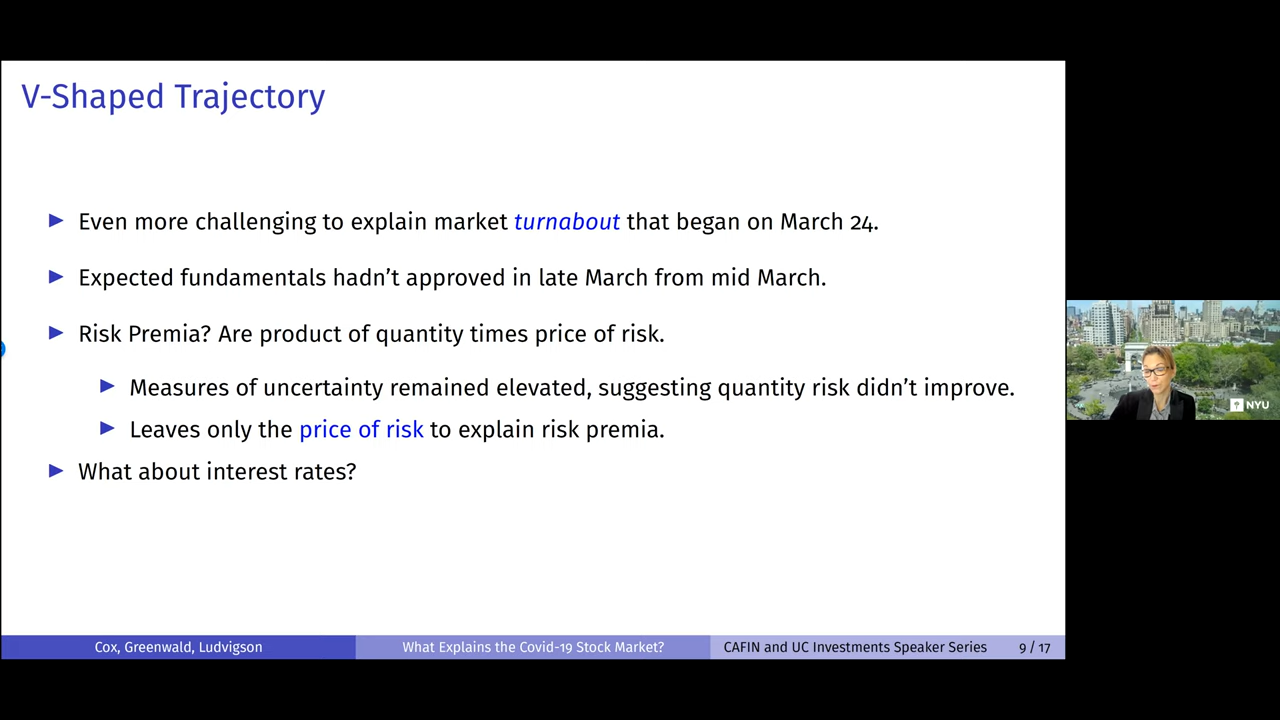 V-Shaped Trajectory
Even more challenging to explain market turnabout that began on March 24.
Expected fundamentals hadn't approved in late March from mid March.
Risk Premia? Are product of quantity times price of risk.
Measures of uncertainty remained elevated, suggesting quantity risk didn't improve.
Leaves only the price of risk to explain risk premia.
What about interest rates?
NYU
Cox, Greenwald, Ludvigson
What Explains the Covid-19 Stock Market?
CAFIN and UC Investments Speaker Series
9 / 17